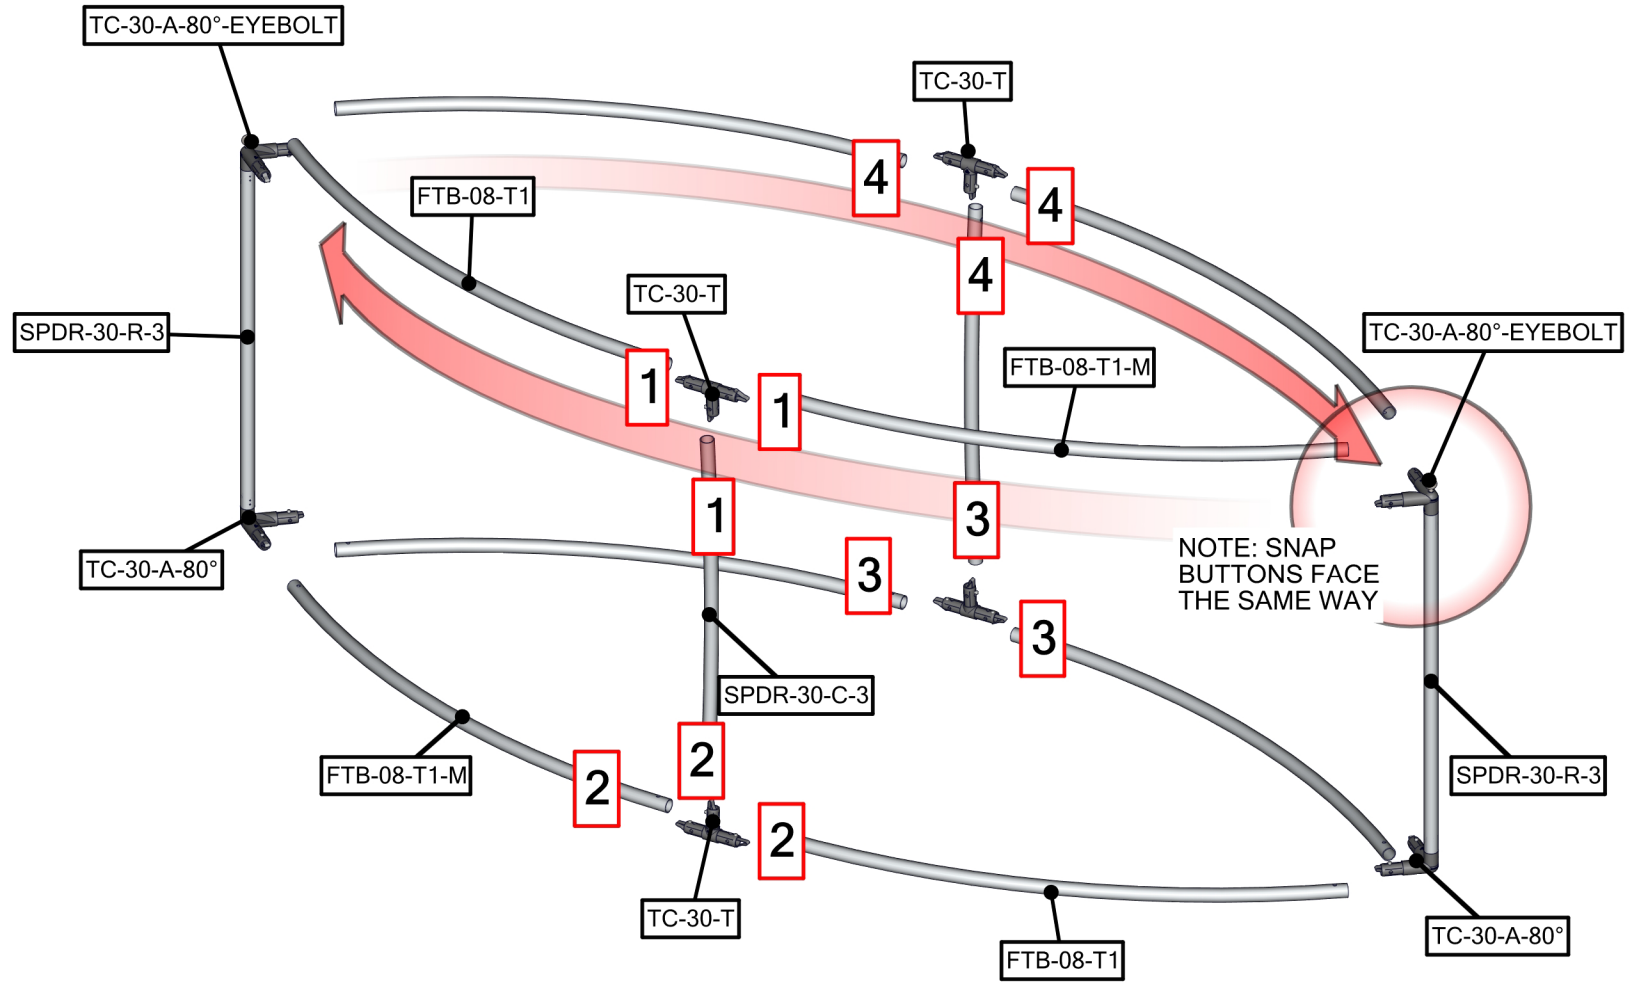 TC-30-A-80°-EYEBOLT
TC-30-T
4
4
FTB-08-T1
4
TC-30-T
SPDR-30-R-3
TC-30-A-80°-EYEBOLT
FTB-08-T1-M
1
1
1
3
NOTE: SNAP
BUTTONS FACE
THE SAME WAY
TC-30-A-80°
3
3
SPDR-30-C-3
2
FTB-08-T1-M
2
SPDR-30-R-3
2
TC-30-T
TC-30-A-80°
FTB-08-T1